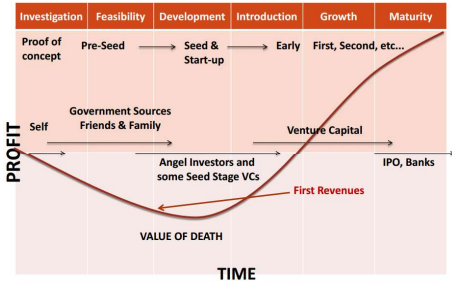 Investigation Feasibility Development Introduction Growth Maturity
Proof of concept
Pre-Seed
Seed & Start-up
Early
First, Second, etc...
Government Sources
Friends & Family
Self
Venture Capital
Angel Investors and
some Seed Stage VCs
IPO, Banks
First Revenues
VALUE OF DEATH
PROFIT
TIME